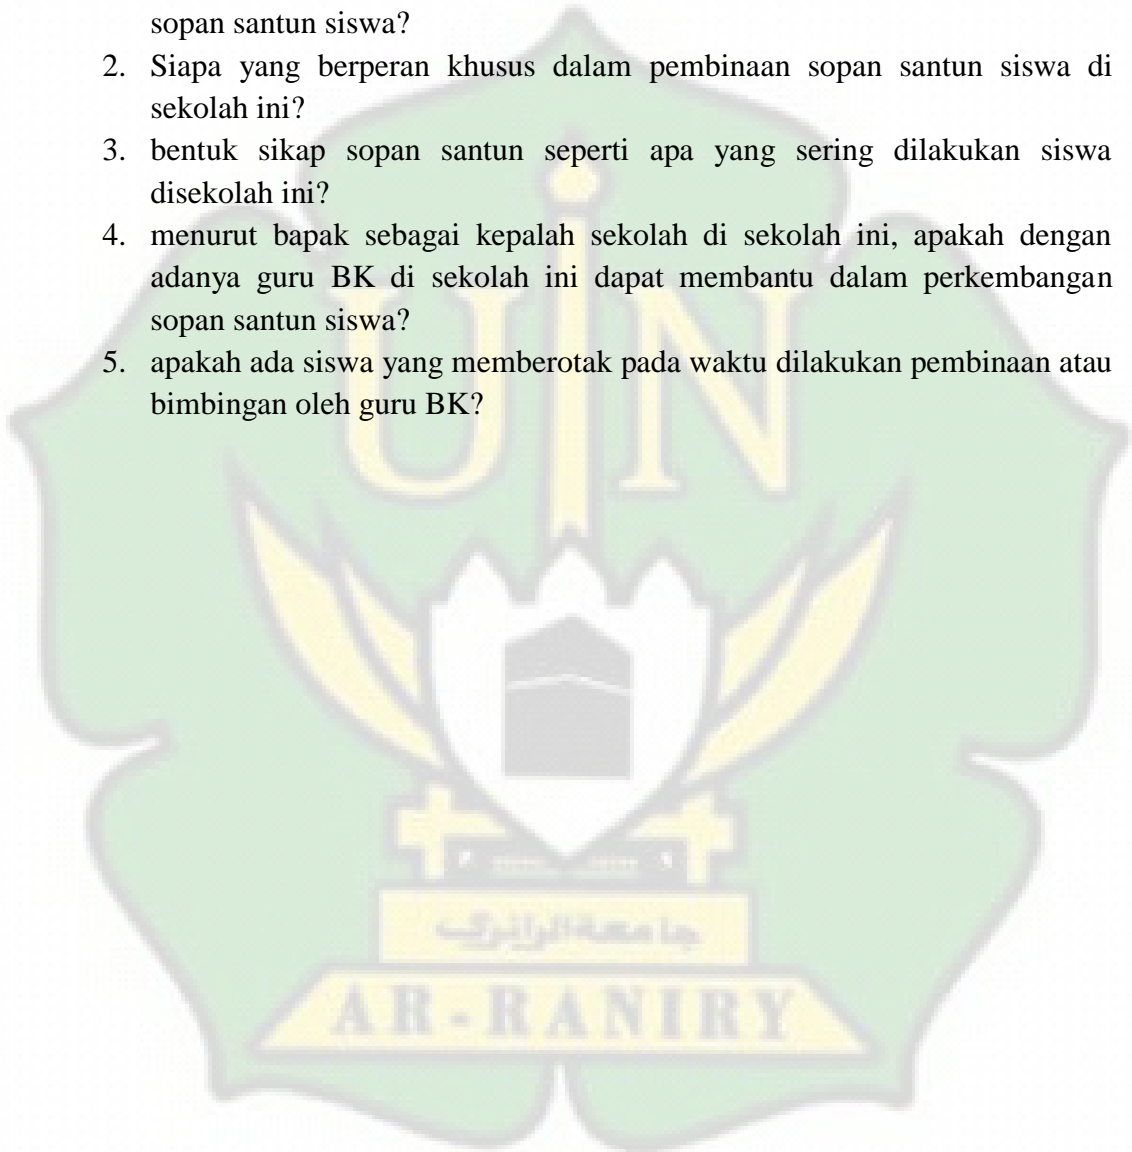 sopan santun siswa?
2. Siapa yang berperan khusus dalam pembinaan sopan santun siswa di
sekolah ini?
3. bentuk sikap sopan santun seperti apa yang sering dilakukan siswa
disekolah ini?
4. menurut bapak sebagai kepalah sekolah di sekolah ini, apakah dengan
adanya guru BK di sekolah ini dapat membantu dalam perkembangan
sopan santun siswa?
5. apakah ada siswa yang memberotak pada waktu dilakukan pembinaan atau
bimbingan oleh guru BK?
UIN
جامعة الرانري
AR-RANIRY